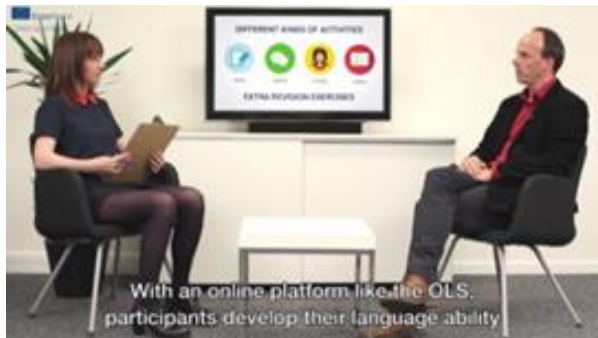 DIFFERENT KINDS OF ACTIVITIES
EXTRA REVISION EXERCISES
With an online platform like the OLS,
participants develop their language ability